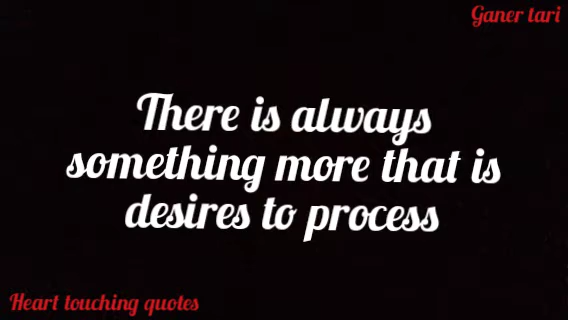 Ganer tari
There is always
something more that is
desires to process
Heart touching quotes